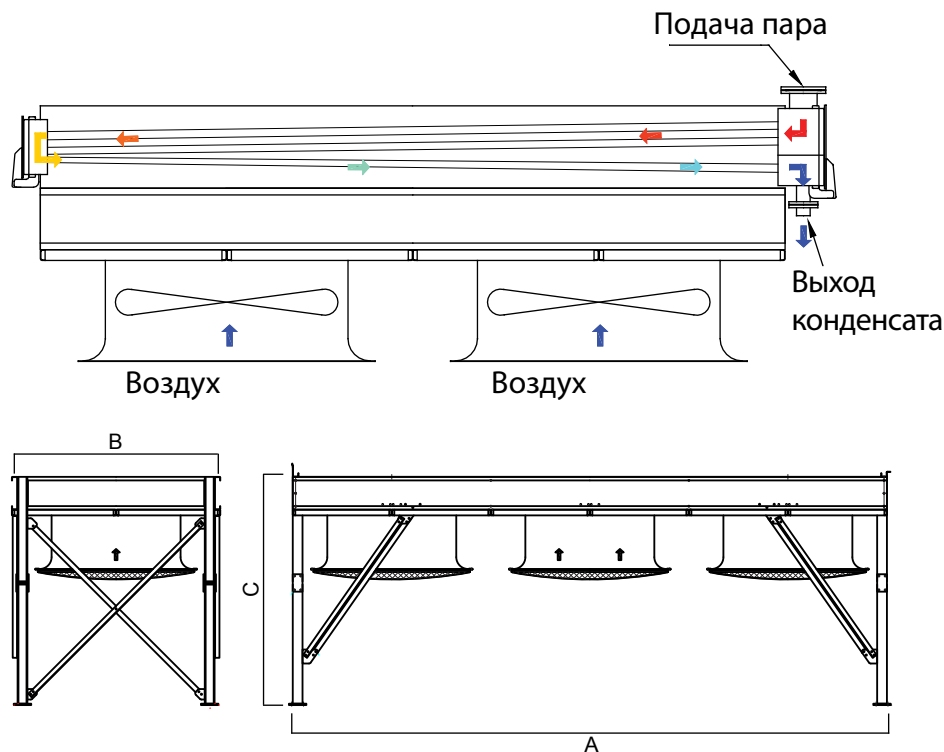 Подача пара
Выход
конденсата
Воздух
Воздух
B
C
A